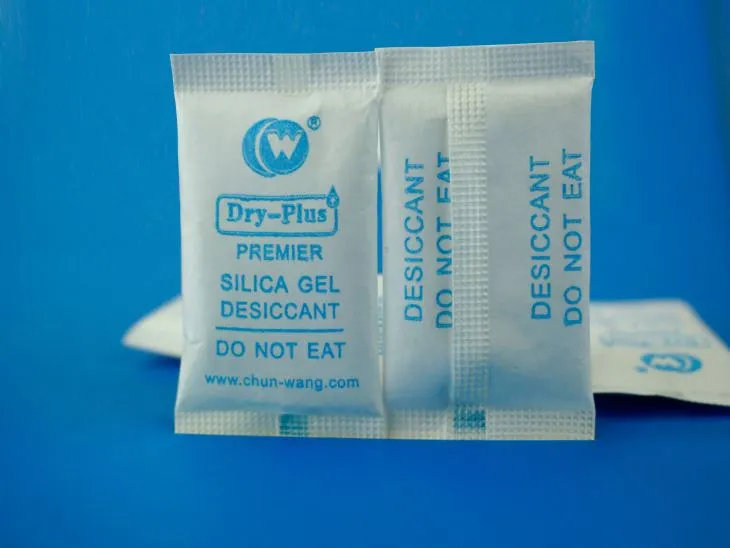 W®
Dry-Plus
PREMIER
SILICA GEL
DESICCANT
DO NOT EAT
www.chun-wang.com
DESICCANT
DO NOT EAT
DESICCANT
DO NOT EAT